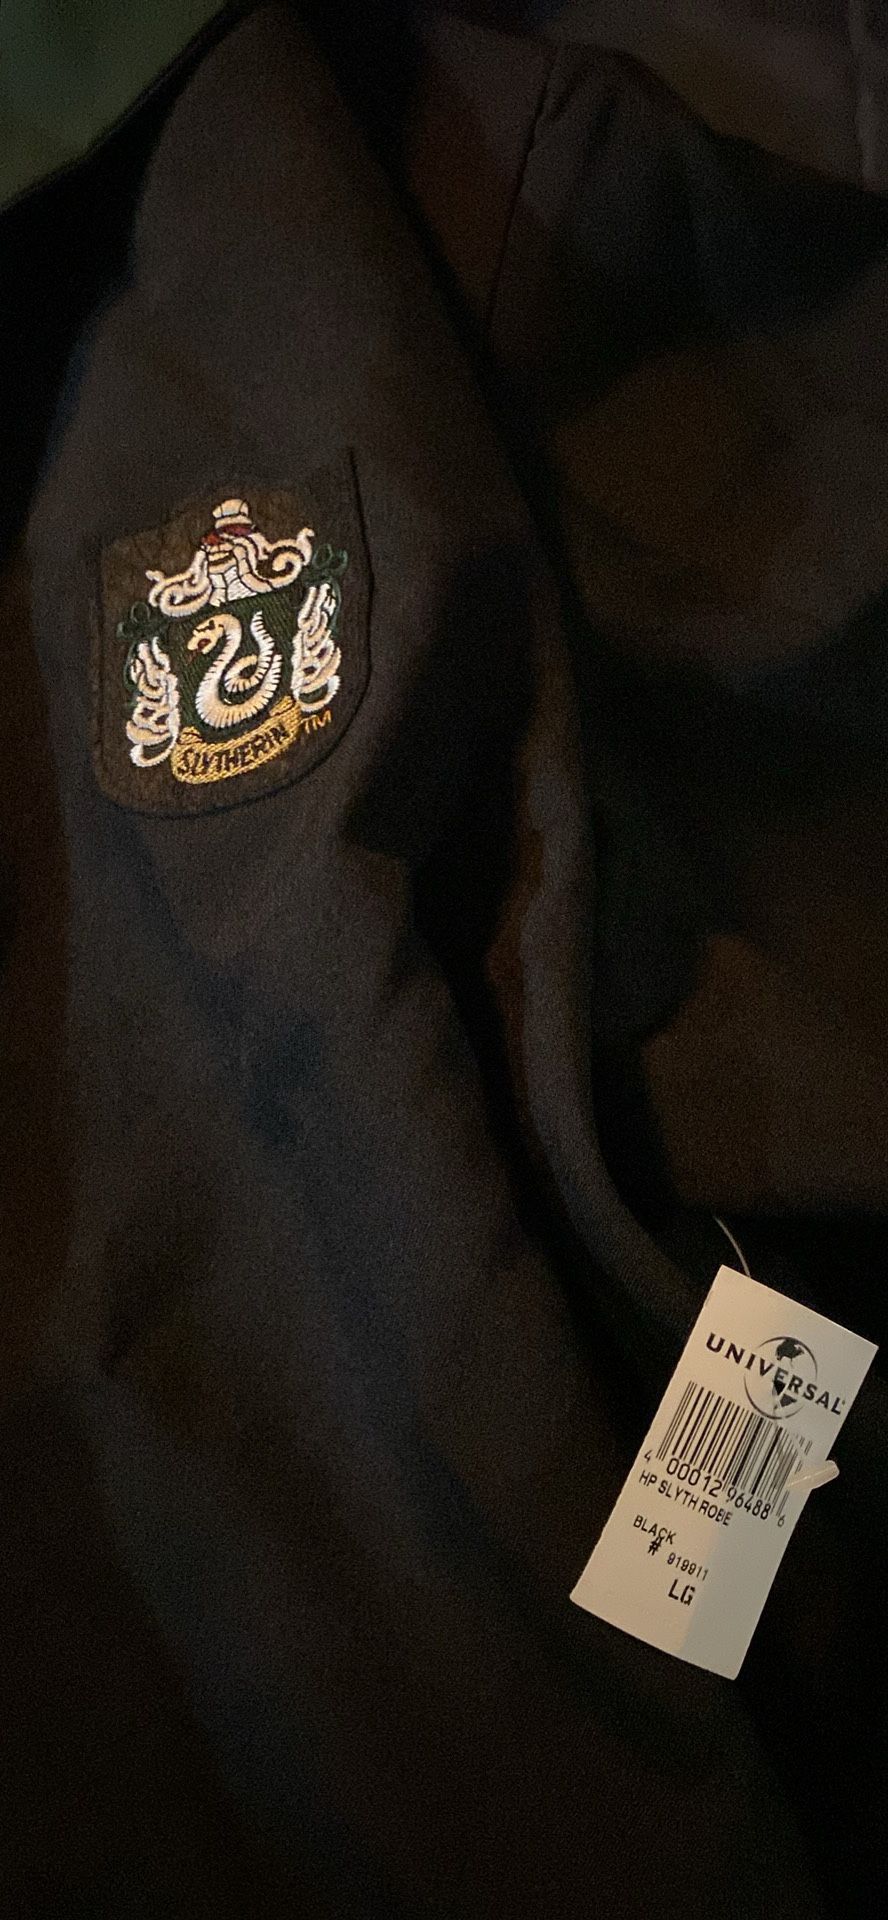 SLYTHERIN TM
UNIVERSAL
4 00012 96488 6
HP SLYTH ROBE
BLACK
# 919911
LG